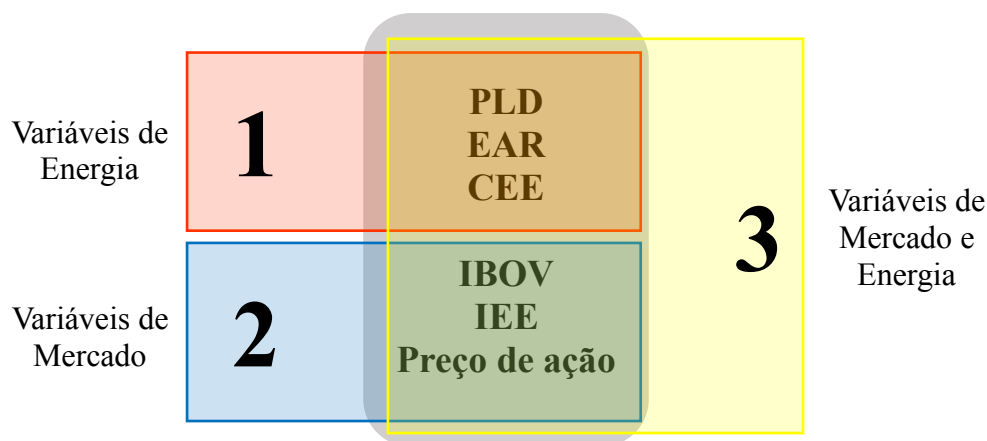 Variáveis de
Energia
1
PLD
EAR
CEE
Variáveis de
Mercado
2
IBOV
IEE
Preço de ação
3
Variáveis de
Mercado e
Energia